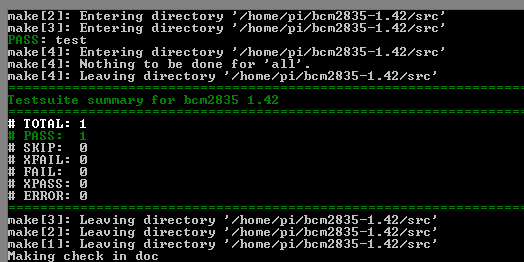 make[2]: Entering directory '/home/pi/bcm2835-1.42/src'
make[3]: Entering directory '/home/pi/bcm2835-1.42/src'
PASS: test
make[4]: Entering directory '/home/pi/bcm2835-1.42/src'
make[4]: Nothing to be done for 'all'.
make[4]: Leaving directory '/home/pi/bcm2835-1.42/src'
============================================================================
Testsuite summary for bcm2835 1.42
============================================================================
# TOTAL: 1
# PASS:  1
# SKIP:  0
# XFAIL: 0
# FAIL:  0
# XPASS: 0
# ERROR: 0
============================================================================
make[3]: Leaving directory '/home/pi/bcm2835-1.42/src'
make[2]: Leaving directory '/home/pi/bcm2835-1.42/src'
make[1]: Leaving directory '/home/pi/bcm2835-1.42/src'
Making check in doc